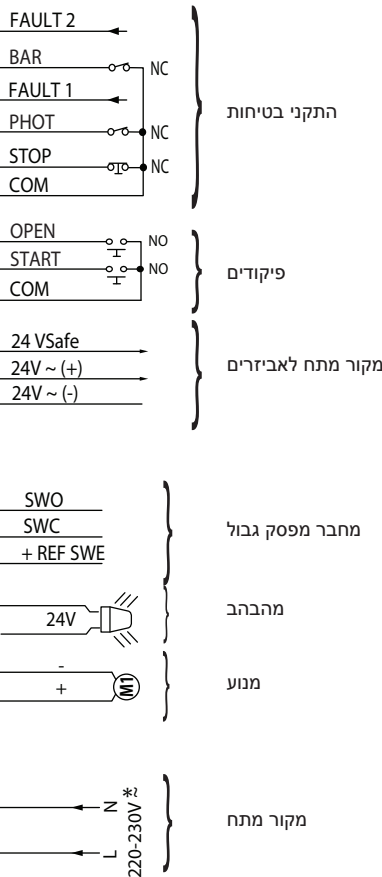 FAULT 2
BAR
NC
FAULT 1
PHOT
NC
STOP
NC
COM
התקני בטיחות
OPEN
NO
START
NO
COM
פיקודים
24 VSafe
24V ~ (+)
24V ~ (-)
מקור מתח לאביזרים
SWO
SWC
+ REF SWE
מחבר מפסק גבול
24V
מהבהב
-
+
M1
מנוע
N
L
220-230V *~
מקור מתח